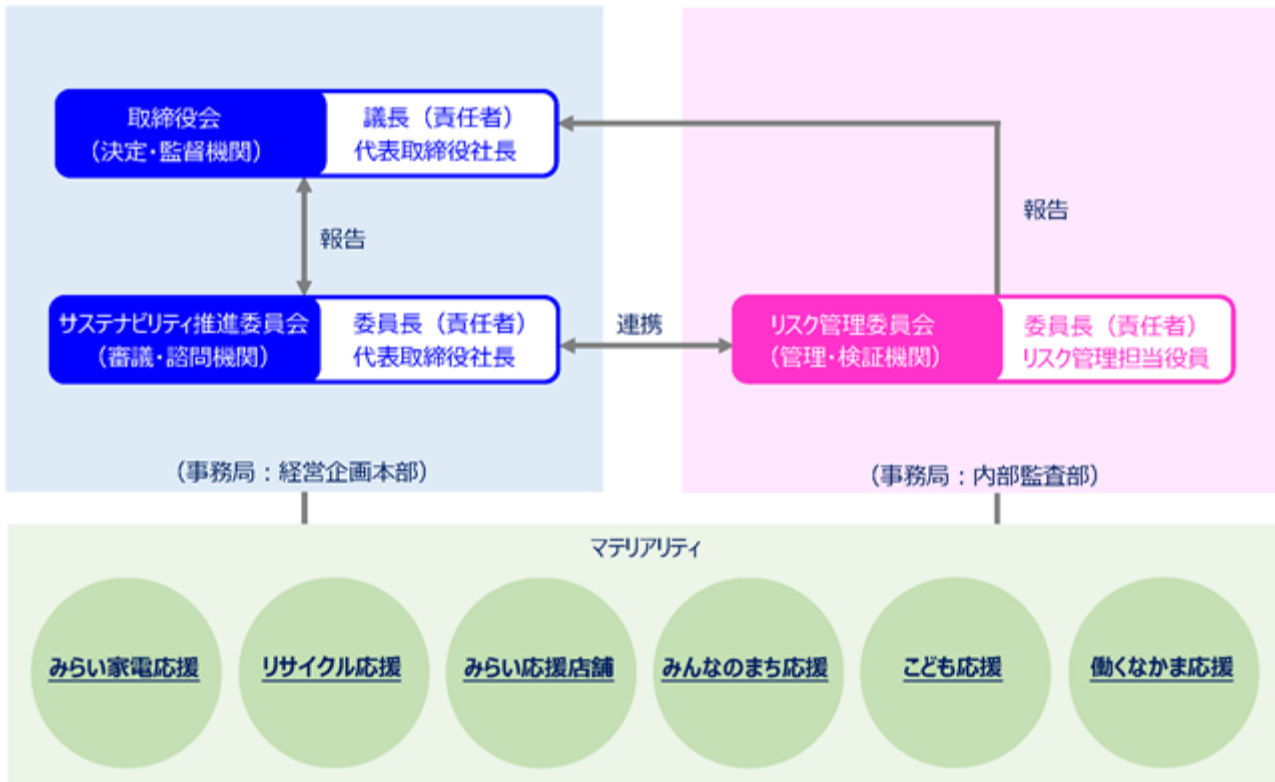 取締役会
(決定・監督機関)
議長（責任者）
代表取締役社長
報告
報告
サステナビリティ推進委員会
(審議・諮問機関)
委員長（責任者）
代表取締役社長
連携
リスク管理委員会
(管理・検証機関)
委員長（責任者）
リスク管理担当役員
(事務局：経営企画本部)
(事務局：内部監査部)
マテリアリティ
みらい家電応援
リサイクル応援
みらい応援店舗
みんなのまち応援
こども応援
働くなかま応援